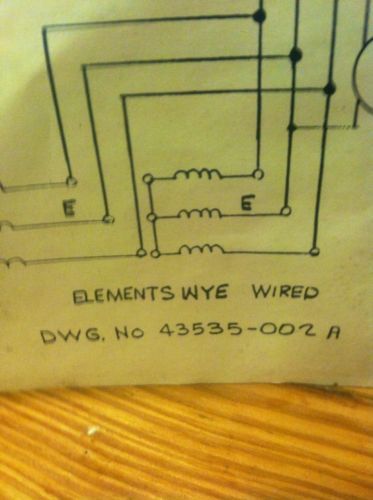 E
E
ELEMENTS WYE WIRED
DWG. No 43535-002 A